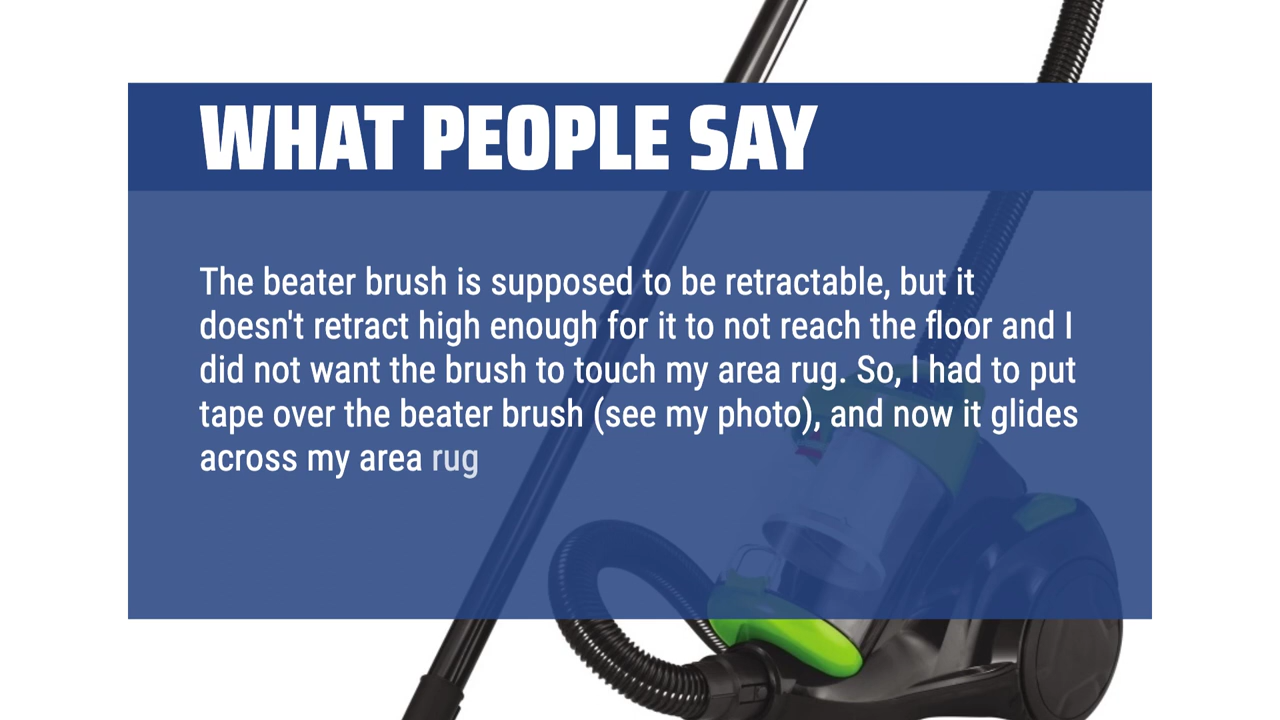 WHAT PEOPLE SAY
The beater brush is supposed to be retractable, but it
doesn't retract high enough for it to not reach the floor and I
did not want the brush to touch my area rug. So, I had to put
tape over the beater brush (see my photo), and now it glides
across my area rug